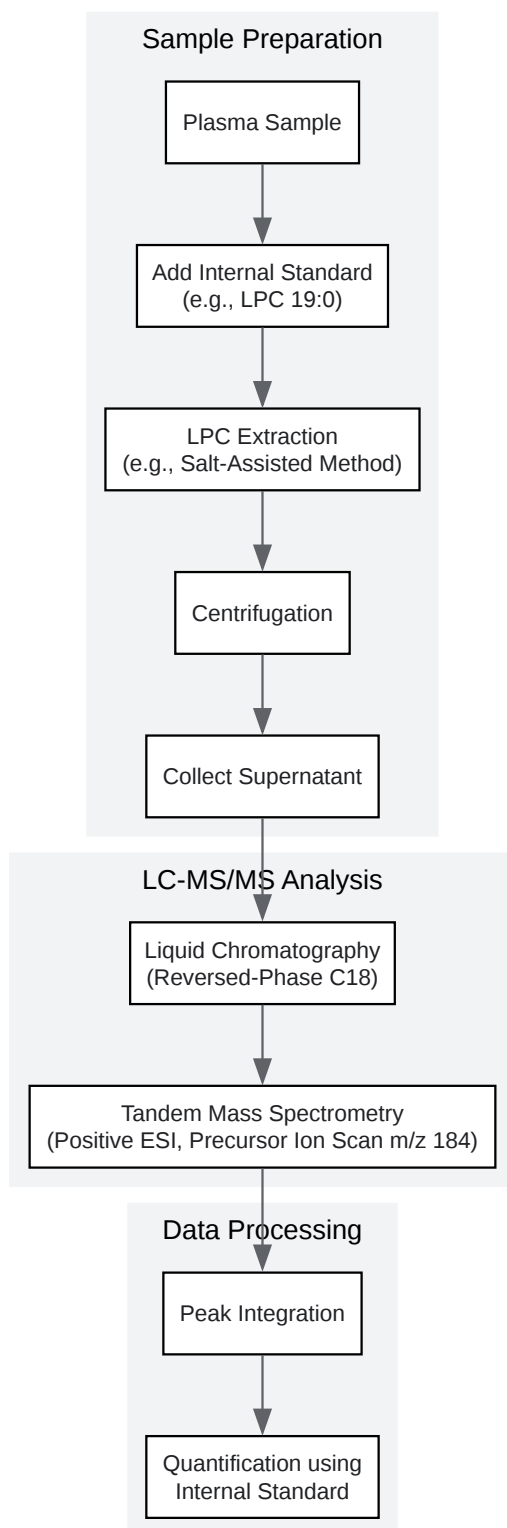 Sample Preparation
Plasma Sample
Add Internal Standard
(e.g., LPC 19:0)
LPC Extraction
(e.g., Salt-Assisted Method)
Centrifugation
Collect Supernatant
LC-MS/MS Analysis
Liquid Chromatography
(Reversed-Phase C18)
Tandem Mass Spectrometry
(Positive ESI, Precursor Ion Scan m/z 184)
Data Processing
Peak Integration
Quantification using
Internal Standard